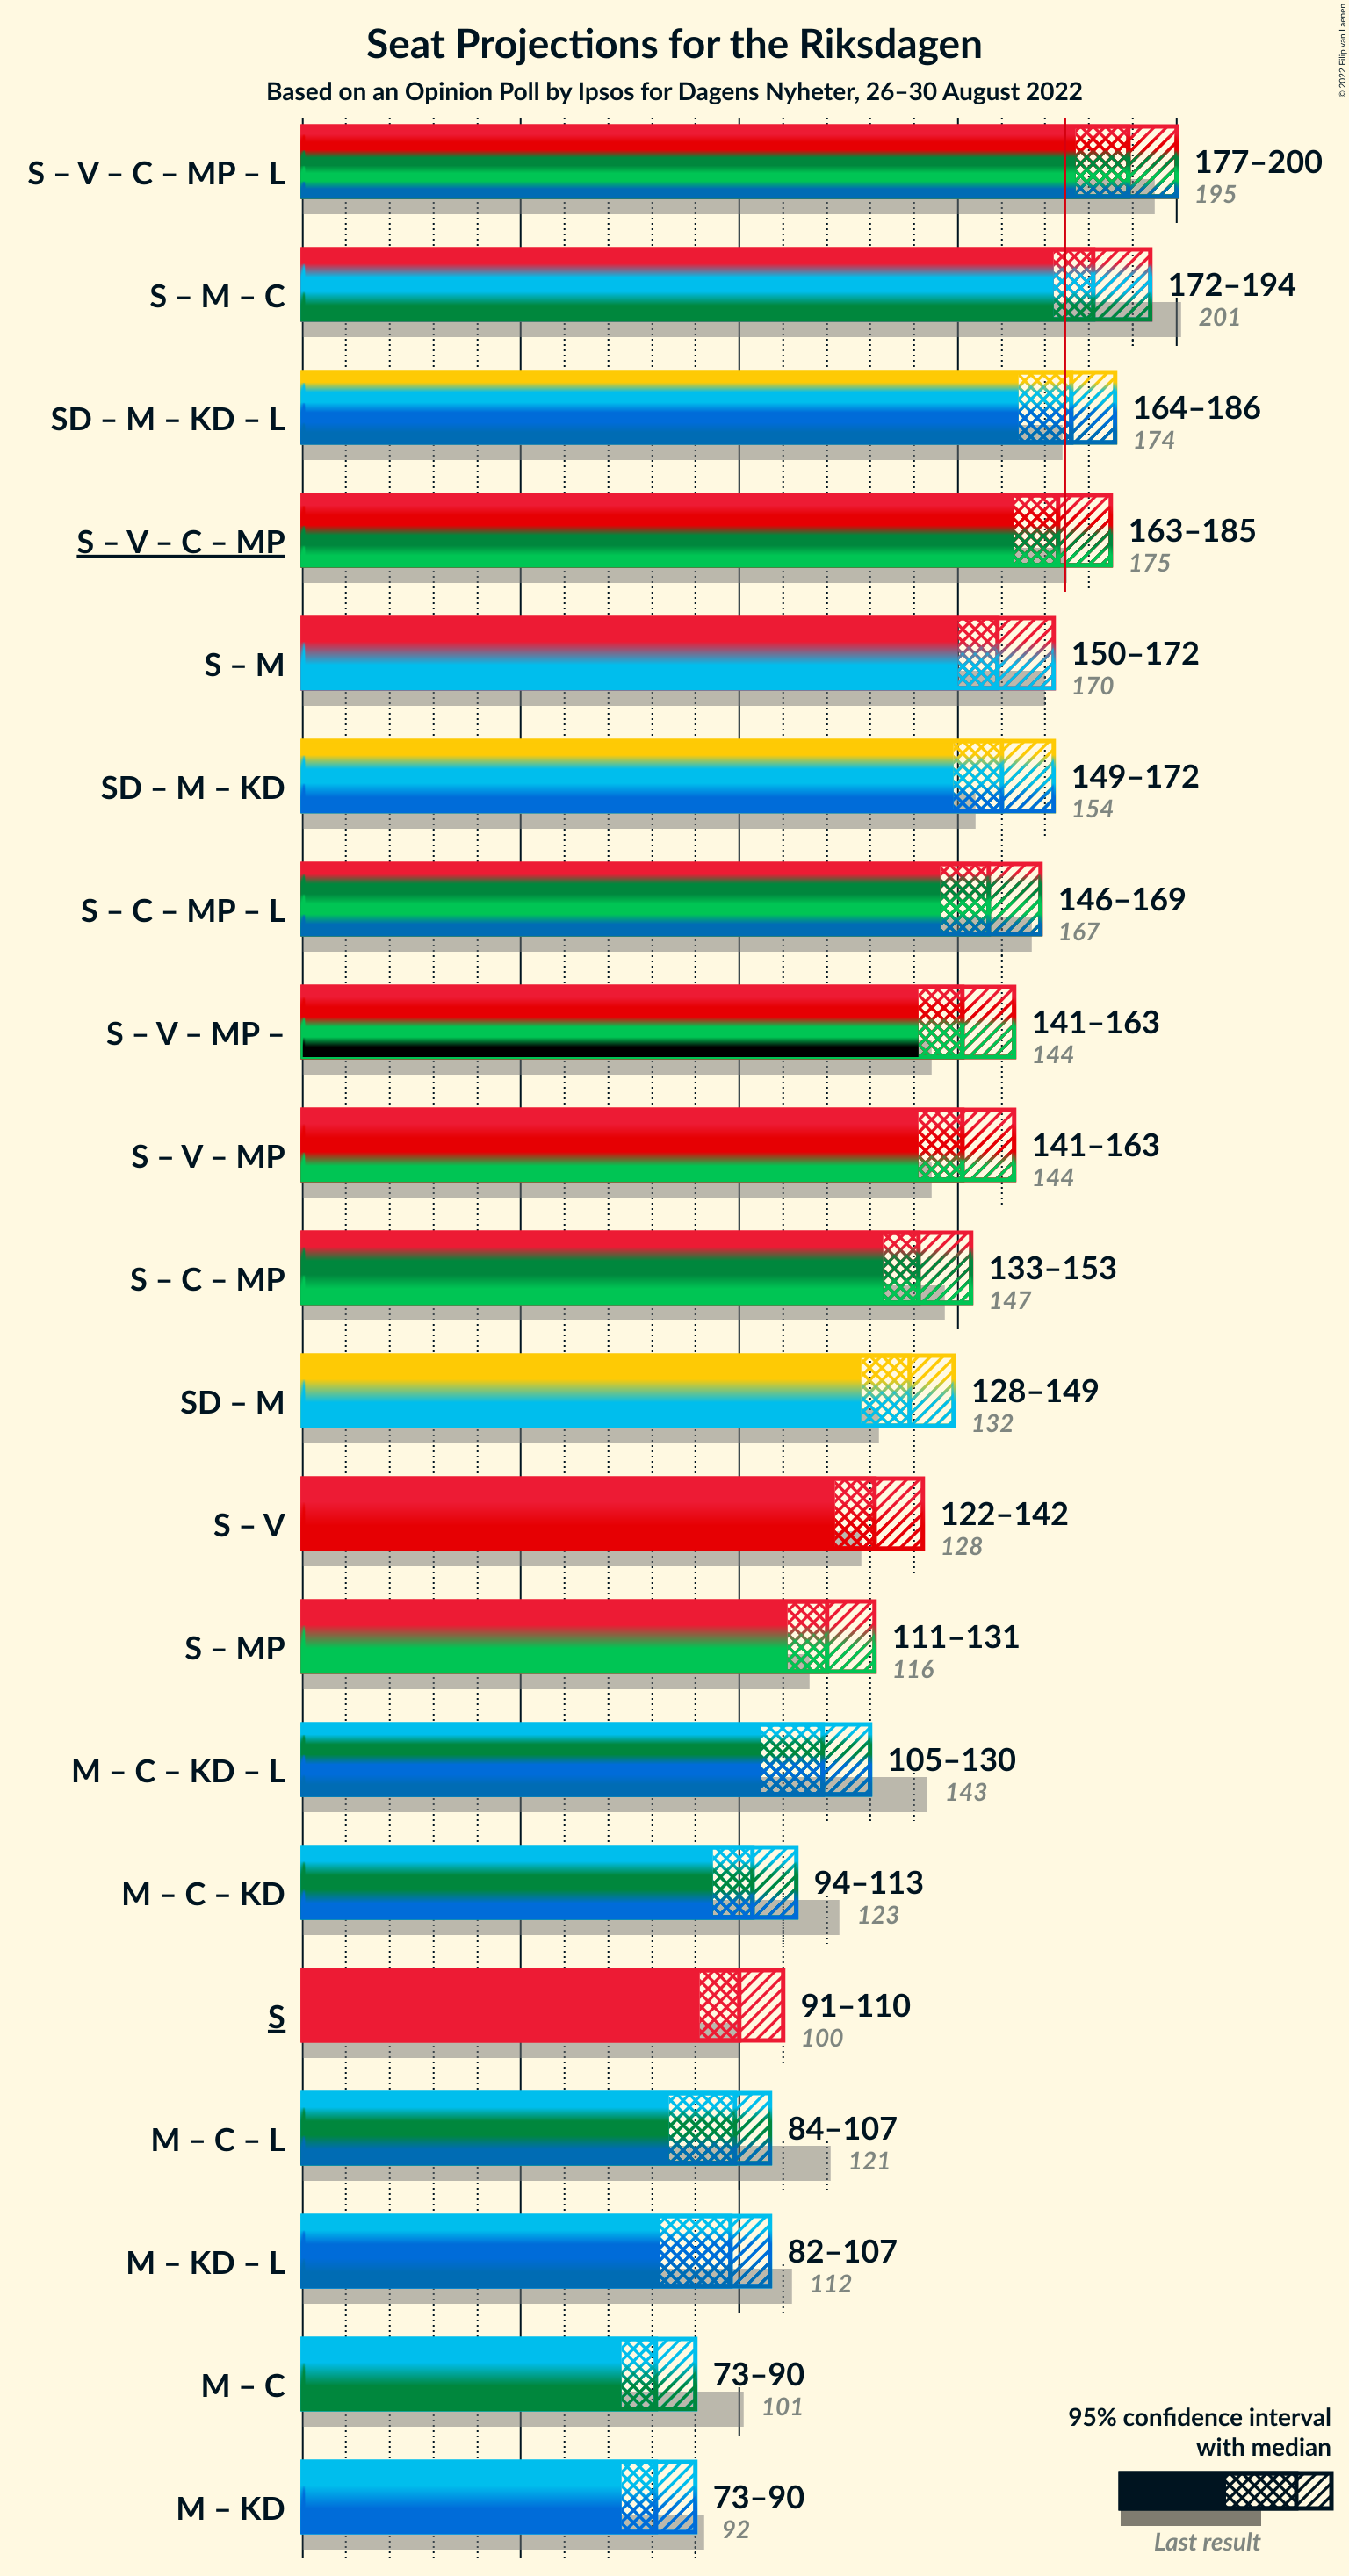 Seat Projections for the Riksdagen
Based on an Opinion Poll by Ipsos for Dagens Nyheter, 26–30 August 2022
© 2022 Filip van Laenen
S – V – C – MP – L
177–200
195
S – M – C
172–194
201
SD – M – KD – L
164–186
174
S – V – C – MP
163–185
175
S – M
150–172
170
SD – M – KD
149–172
154
S – C – MP – L
146–169
167
S – V – MP –
141–163
144
S – V – MP
141–163
144
S – C – MP
133–153
147
SD – M
128–149
132
S – V
122–142
128
S – MP
111–131
116
M – C – KD – L
105–130
143
M – C – KD
94–113
123
S
91–110
100
M – C – L
84–107
121
M – KD – L
82–107
112
M – C
73–90
101
M – KD
73–90
92
95% confidence interval
with median
Last result